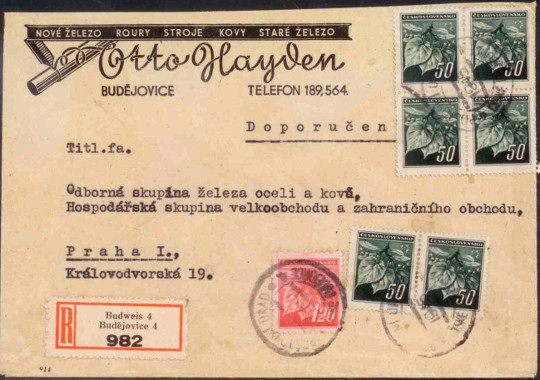 NOVÉ ŽELEZO ROURY STROJE KOVY STARÉ ŽELEZO
Otto Hayden
BUDĚJOVICE TELEFON 189,564.
Doporučen
Titl.fa.
Odborná skupina železa oceli a kovů,
Hospodářská skupina velkoobchodu a zahraničního obchodu,
Praha I.,
Královodvorská 19.
R
Budweis 4
Budějovice 4
982
ČESKOSLOVENSKO
50
ČESKOSLOVENSKO
50
ČESKOSLOVENSKO
50
ČESKOSLOVENSKO
50
ČESKOSLOVENSKO
50
ČESKOSLOVENSKO
50
1.20